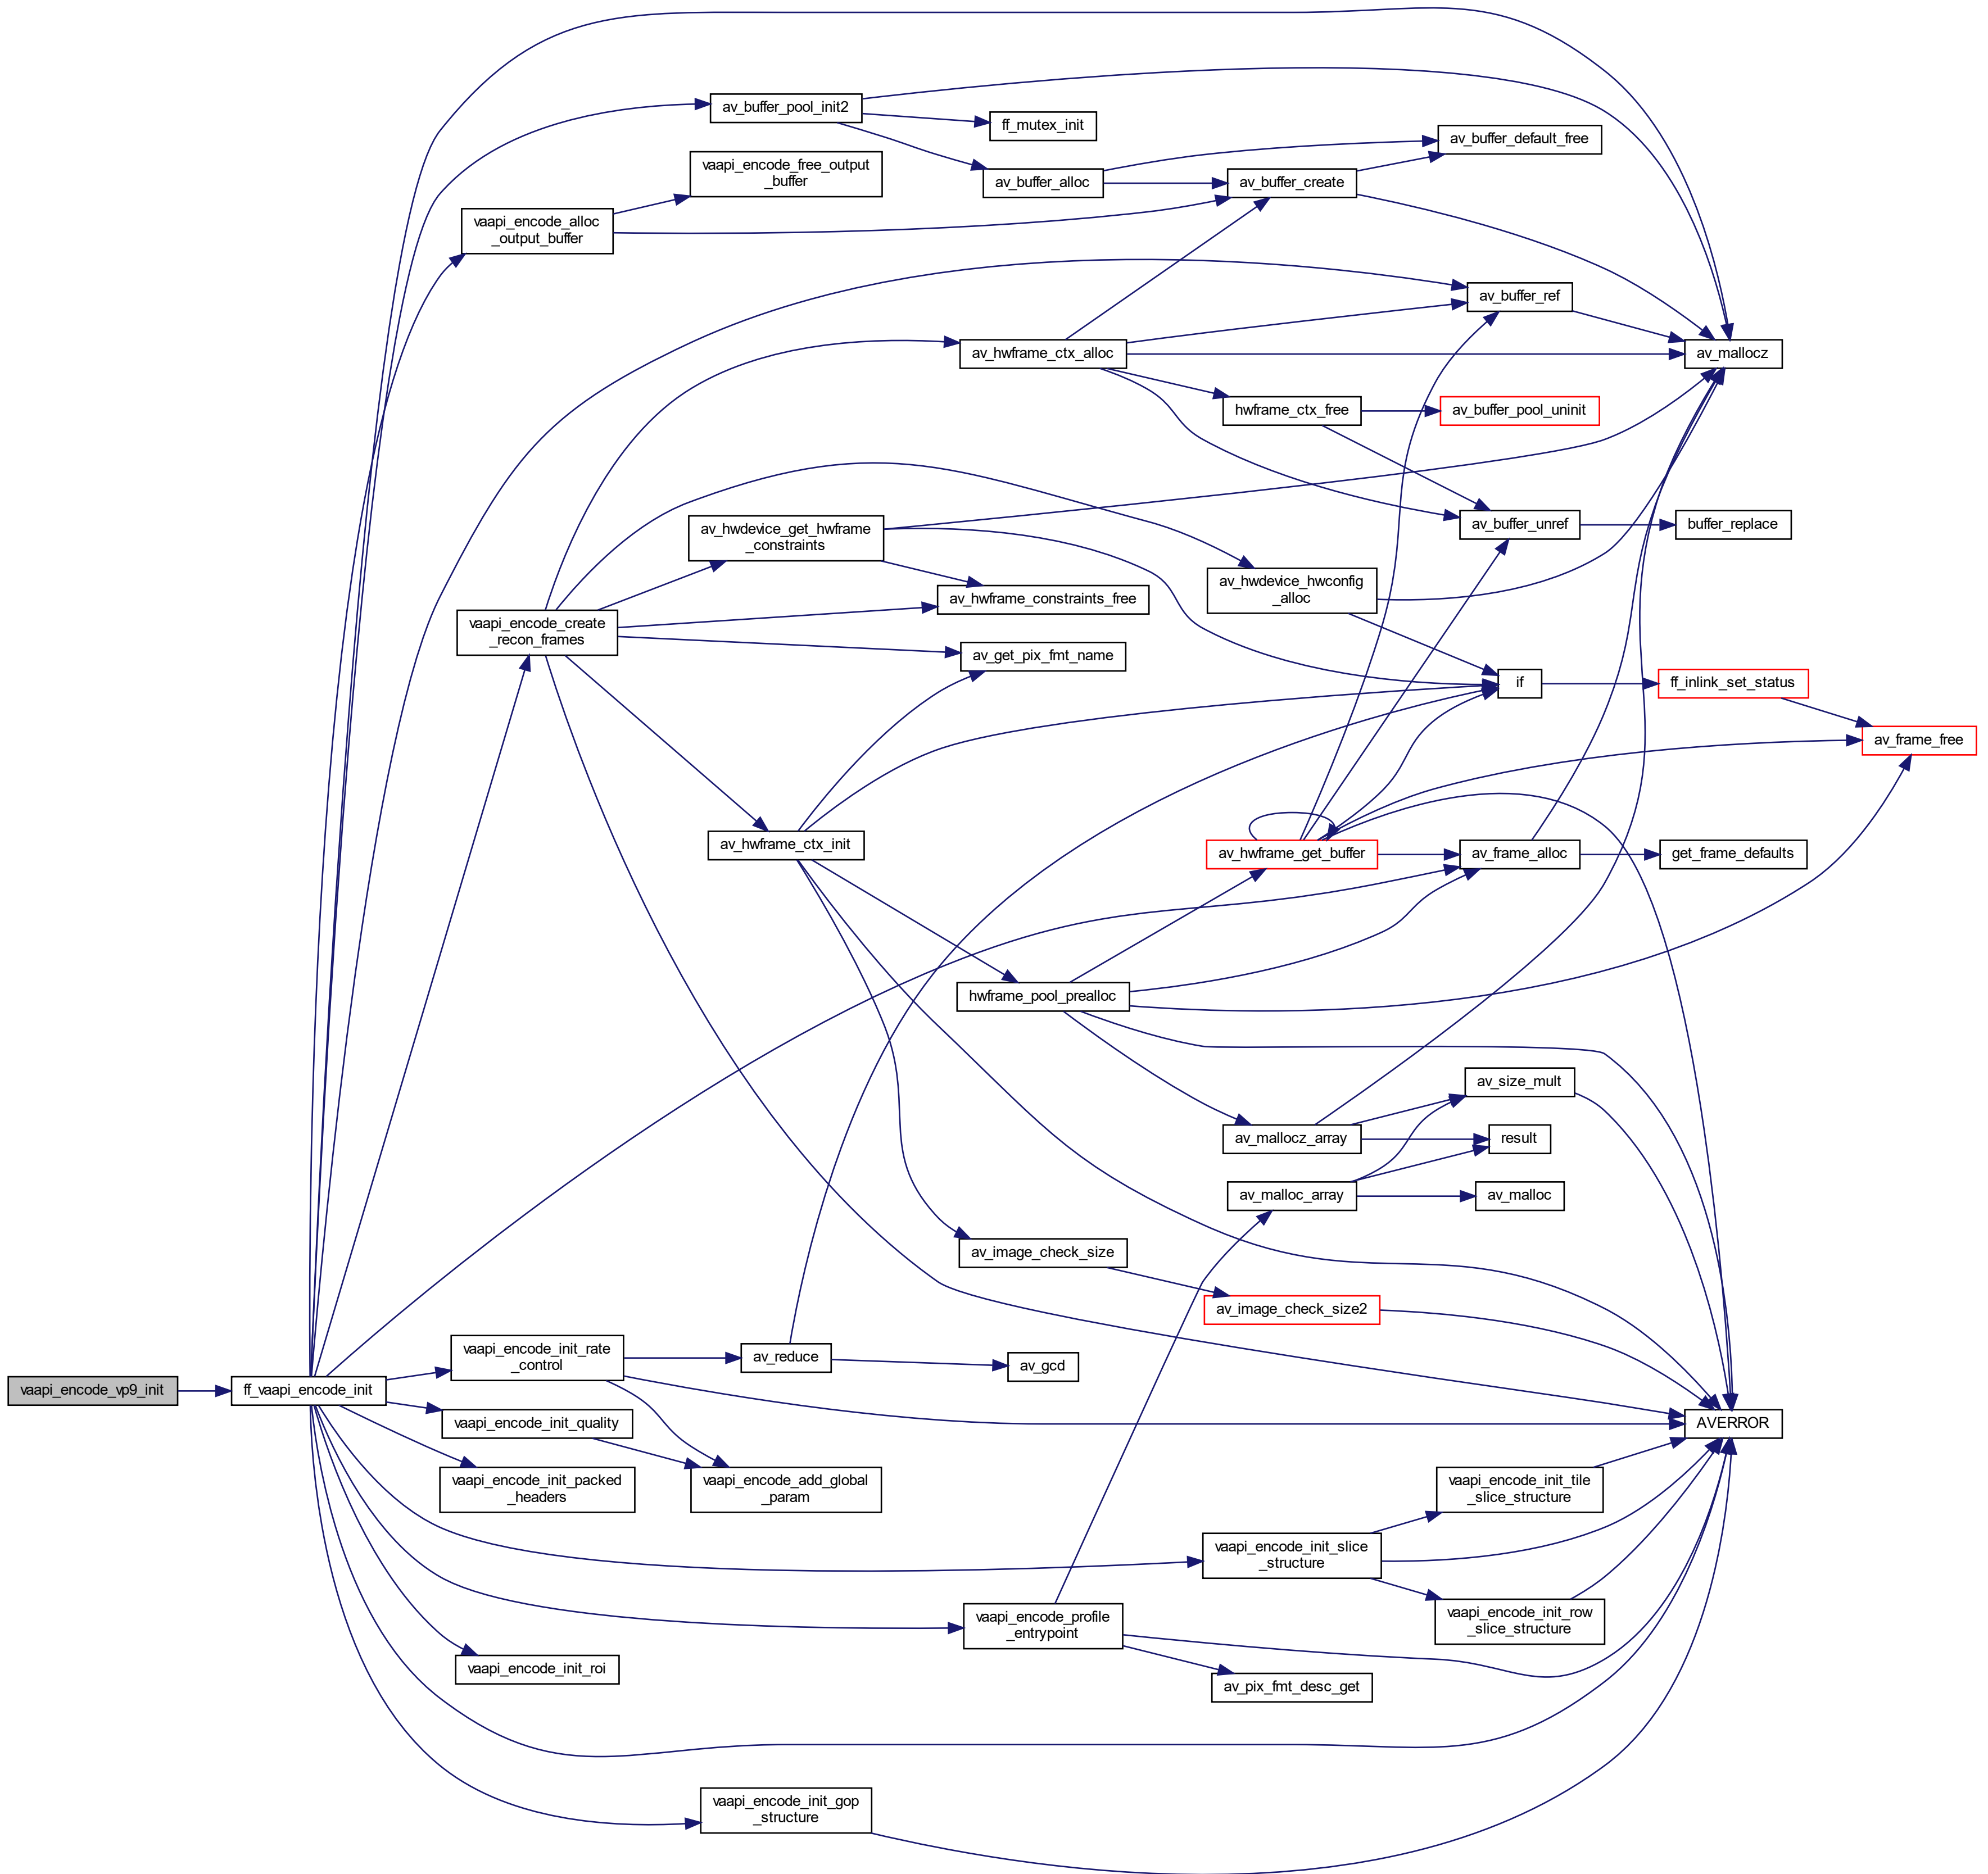 av_buffer_pool_init2
ff_mutex_init
av_buffer_default_free
vaapi_encode_free_output
_buffer
av_buffer_alloc
av_buffer_create
vaapi_encode_alloc
_output_buffer
av_buffer_ref
av_hwframe_ctx_alloc
av_mallocz
hwframe_ctx_free
av_buffer_pool_uninit
av_hwdevice_get_hwframe
_constraints
av_buffer_unref
buffer_replace
av_hwdevice_hwconfig
_alloc
av_hwframe_constraints_free
vaapi_encode_create
_recon_frames
av_get_pix_fmt_name
if
ff_inlink_set_status
av_frame_free
av_hwframe_ctx_init
av_hwframe_get_buffer
av_frame_alloc
get_frame_defaults
hwframe_pool_prealloc
av_size_mult
av_mallocz_array
result
av_malloc_array
av_malloc
av_image_check_size
av_image_check_size2
vaapi_encode_init_rate
_control
av_reduce
av_gcd
vaapi_encode_vp9_init
ff_vaapi_encode_init
vaapi_encode_init_quality
AVERROR
vaapi_encode_init_packed
_headers
vaapi_encode_add_global
_param
vaapi_encode_init_tile
_slice_structure
vaapi_encode_init_slice
_structure
vaapi_encode_init_row
_slice_structure
vaapi_encode_profile
_entrypoint
vaapi_encode_init_roi
av_pix_fmt_desc_get
vaapi_encode_init_gop
_structure